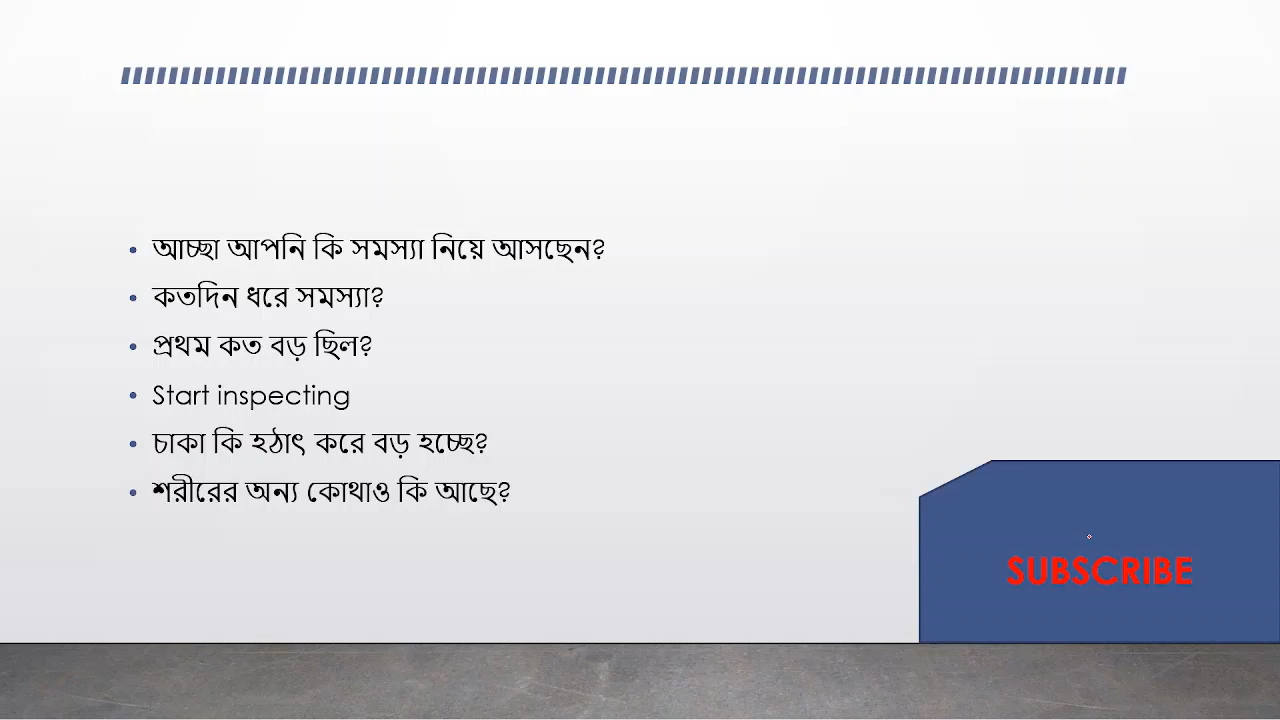 আচ্ছা আপনি কি সমস্যা নিয়ে আসছেন?
কতদিন ধরে সমস্যা?
প্রথম কত বড় ছিল?
Start inspecting
চাকা কি হঠাৎ করে বড় হচ্ছে?
শরীরের অন্য কোথাও কি আছে?
SUBSCRIBE